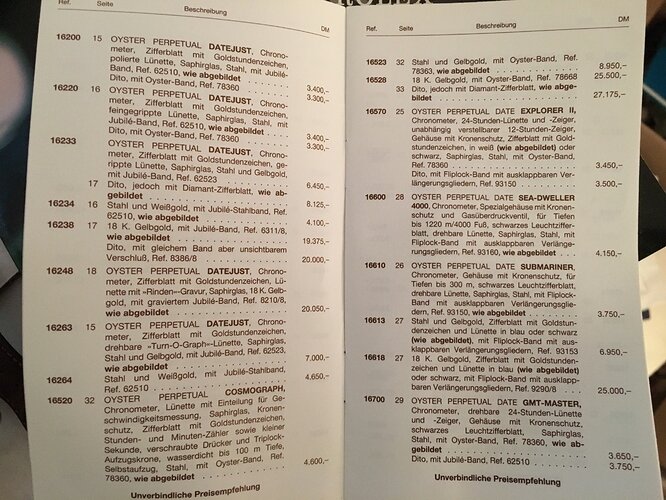 Ref. Seite Beschreibung DM
16200 15 OYSTER PERPETUAL DATEJUST, Chrono-
meter, Zifferblatt mit Goldstundenzeichen,
polierte Lünette, Saphirglas, Stahl, mit Jubilé-
Band, Ref. 62510, wie abgebildet 3.400,–
Dito, mit Oyster-Band, Ref. 78360 3.300,–
16220 16 OYSTER PERPETUAL DATEJUST, Chrono-
meter, Zifferblatt mit Goldstundenzeichen,
feingerippte Lünette, Saphirglas, Stahl, mit
Jubilé-Band, Ref. 62510, wie abgebildet 3.400,–
Dito, mit Oyster-Band, Ref. 78360 3.300,–
16233 OYSTER PERPETUAL DATEJUST, Chrono-
meter, Zifferblatt mit Goldstundenzeichen, ge-
rippte Lünette, Saphirglas, Stahl und Gelbgold,
mit Jubilé-Band, Ref. 62523 6.450,–
17 Dito, jedoch mit Diamant-Zifferblatt, wie ab-
gebildet 8.125,–
16234 16 Stahl und Weißgold, mit Jubilé-Stahlband, Ref.
62510, wie abgebildet 4.100,–
16238 17 18 K. Gelbgold, mit Jubilé-Band, Ref. 6311/8,
wie abgebildet 19.375,–
Dito, mit gleichem Band aber unsichtbarem
Verschluß, Ref. 8386/8 20.000,–
16248 18 OYSTER PERPETUAL DATEJUST, Chrono-
meter, Zifferblatt mit Goldstundenzeichen, Lü-
nette mit »Rinden«-Gravur, Saphirglas, 18 K. Gelb-
gold, mit graviertem Jubilé-Band, Ref. 8210/8,
wie abgebildet 20.050,–
16263 15 OYSTER PERPETUAL DATEJUST, Chrono-
meter, Zifferblatt mit Goldstundenzeichen,
drehbare »Turn-O-Graph«-Lünette, Saphirglas,
Stahl und Gelbgold, mit Jubilé-Band, Ref. 62523,
wie abgebildet 7.000,–
16264 Stahl und Weißgold, mit Jubilé-Stahlband,
Ref. 62510 4.650,–
16520 32 OYSTER PERPETUAL COSMOGRAPH,
Chronometer, Lünette mit Einteilung für Ge-
schwindigkeitsmessung, Saphirglas, Kronen-
schutz, Zifferblatt mit Goldstundenzeichen,
Stunden- und Minuten-Zähler sowie kleiner
Sekunde, verschraubte Drücker und Triplock-
Aufzugskrone, wasserdicht bis 100 m Tiefe,
Selbstaufzug, Stahl, mit Oyster-Band. Ref.
78360, wie abgebildet 4.600,–
Unverbindliche Preisempfehlung
Ref. Seite Beschreibung DM
16523 32 Stahl und Gelbgold, mit Oyster-Band, Ref.
78363, wie abgebildet 8.950,–
16528 18 K. Gelbgold, mit Oyster-Band, Ref. 78668 25.500,–
33 Dito, jedoch mit Diamant-Zifferblatt, wie abge-
bildet 27.175,–
16570 25 OYSTER PERPETUAL DATE EXPLORER II,
Chronometer, 24-Stunden-Lünette und -Zeiger,
unabhängig verstellbarer 12-Stunden-Zeiger,
Gehäuse mit Kronenschutz, Zifferblatt mit Gold-
stundenzeichen, in weiß (wie abgebildet) oder
schwarz, Saphirglas, Stahl, mit Oyster-Band,
Ref. 78360 3.450,–
Dito, mit Fliplock-Band mit ausklappbaren Ver-
längerungsgliedern, Ref. 93150 3.500,–
16600 28 OYSTER PERPETUAL DATE SEA-DWELLER
4000, Chronometer, Spezialgehäuse mit Kronen-
schutz und Gasüberdruckventil, für Tiefen
bis 1220 m/4000 Fuß, schwarzes Leuchtziffer-
blatt, drehbare Lünette, Saphirglas, Stahl, mit
Fliplock-Band mit ausklappbaren Verlänge-
rungsgliedern, Ref. 93160, wie abgebildet 4.150,–
16610 26 OYSTER PERPETUAL DATE SUBMARINER,
Chronometer, Gehäuse mit Kronenschutz, für
Tiefen bis 300 m, schwarzes Leuchtzifferblatt,
drehbare Lünette, Saphirglas, Stahl, mit Fliplock-
Band mit ausklappbaren Verlängerungsglie-
dern, Ref. 93150, wie abgebildet 3.750,–
16613 27 Stahl und Gelbgold, Zifferblatt mit Goldstun-
denzeichen und Lünette in blau oder schwarz
(wie abgebildet), mit Fliplock-Band mit aus-
klappbaren Verlängerungsgliedern, Ref. 93153 6.950,–
16618 27 18 K. Gelbgold, Zifferblatt mit Goldstunden-
zeichen und Lünette in blau (wie abgebildet)
oder schwarz, mit Fliplock-Band mit ausklapp-
baren Verlängerungsgliedern, Ref. 9290/8 25.000,–
16700 29 OYSTER PERPETUAL DATE GMT-MASTER,
Chronometer, drehbare 24-Stunden-Lünette
und -Zeiger, Gehäuse mit Kronenschutz,
schwarzes Leuchtzifferblatt, Saphirglas,
Stahl, mit Oyster-Band, Ref. 78360, wie ab-
gebildet 3.650,–
Dito, mit Jubilé-Band, Ref. 62510 3.750,–
Unverbindliche Preisempfehlung